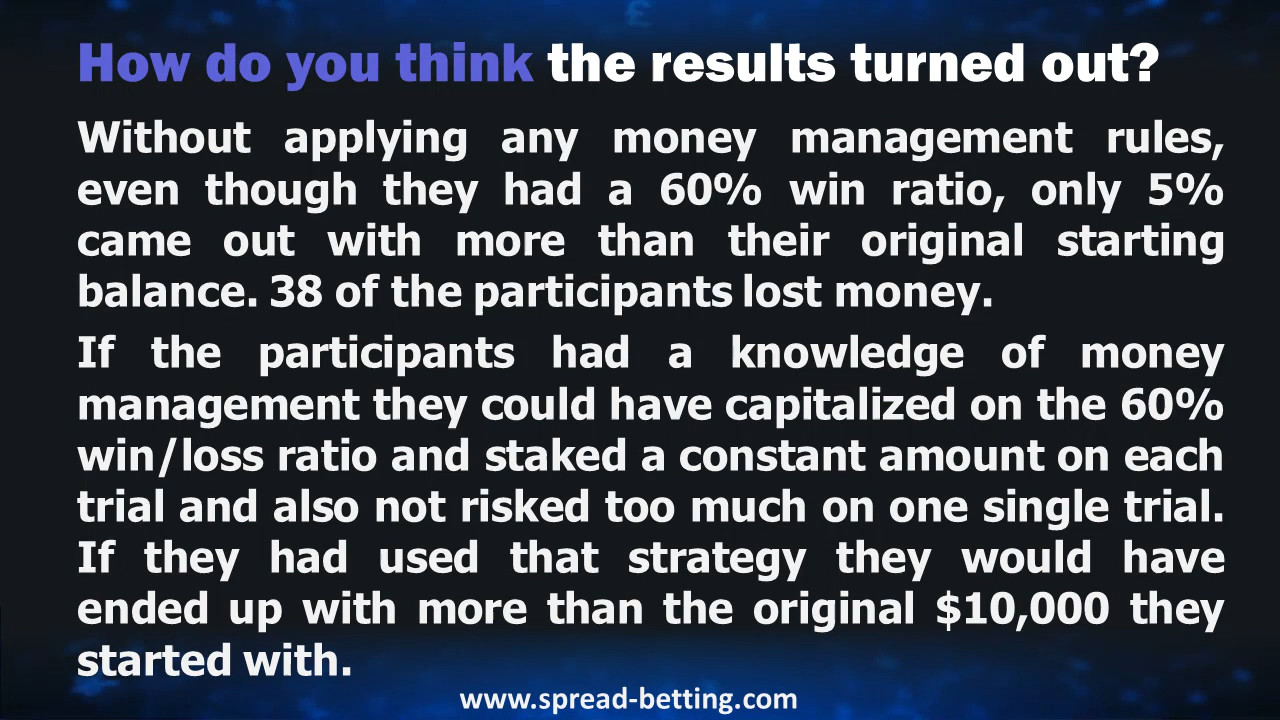 How do you think the results turned out?
Without applying any money management rules,
even though they had a 60% win ratio, only 5%
came out with more than their original starting
balance. 38 of the participants lost money.
If the participants had a knowledge of money
management they could have capitalized on the 60%
win/loss ratio and staked a constant amount on each
trial and also not risked too much on one single trial.
If they had used that strategy they would have
ended up with more than the original $10,000 they
started with.
www.spread-betting.com